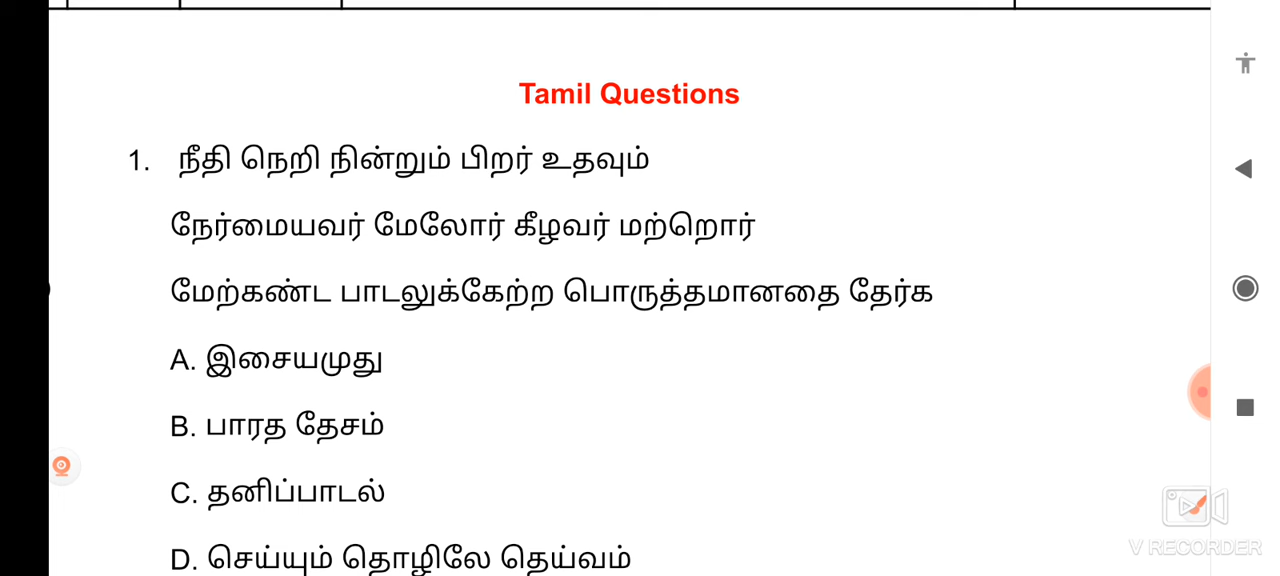 Tamil Questions
1. நீதி நெறி நின்றும் பிறர் உதவும்
நேர்மையவர் மேலோர் கீழவர் மற்றொர்
மேற்கண்ட பாடலுக்கேற்ற பொருத்தமானதை தேர்க
A. இசையமுது
B. பாரத தேசம்
C. தனிப்பாடல்
D. செய்யும் தொழிலே தெய்வம்
V RECORDER